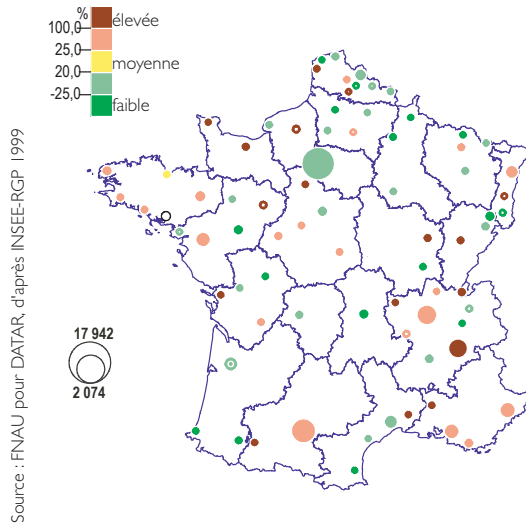 %
élevée
100,0
25,0
moyenne
20,0
-25,0
faible
17 942
2 074
Source : FNAU pour DATAR, d'après INSEE-RGP 1999